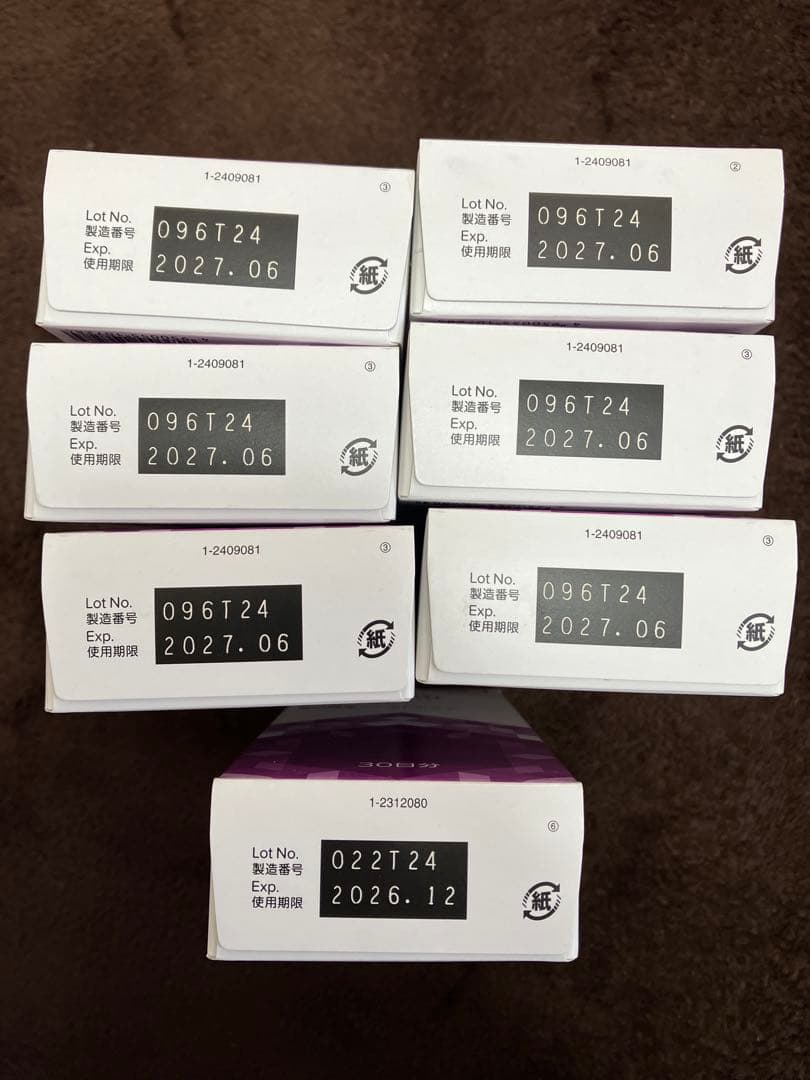 1-2409081
③
Lot No.
製造番号
096T24
Exp.
使用期限
2027.06
紙
1-2409081
②
Lot No.
製造番号
096T24
Exp.
使用期限
2027.06
紙
1-2409081
③
Lot No.
製造番号
096T24
Exp.
使用期限
2027.06
紙
1-2409081
③
Lot No.
製造番号
096T24
Exp.
使用期限
2027.06
紙
1-2409081
③
Lot No.
製造番号
096T24
Exp.
使用期限
2027.06
紙
1-2409081
③
Lot No.
製造番号
096T24
Exp.
使用期限
2027.06
紙
30日分
1-2312080
⑥
Lot No.
製造番号
022T24
Exp.
使用期限
2026.12
紙